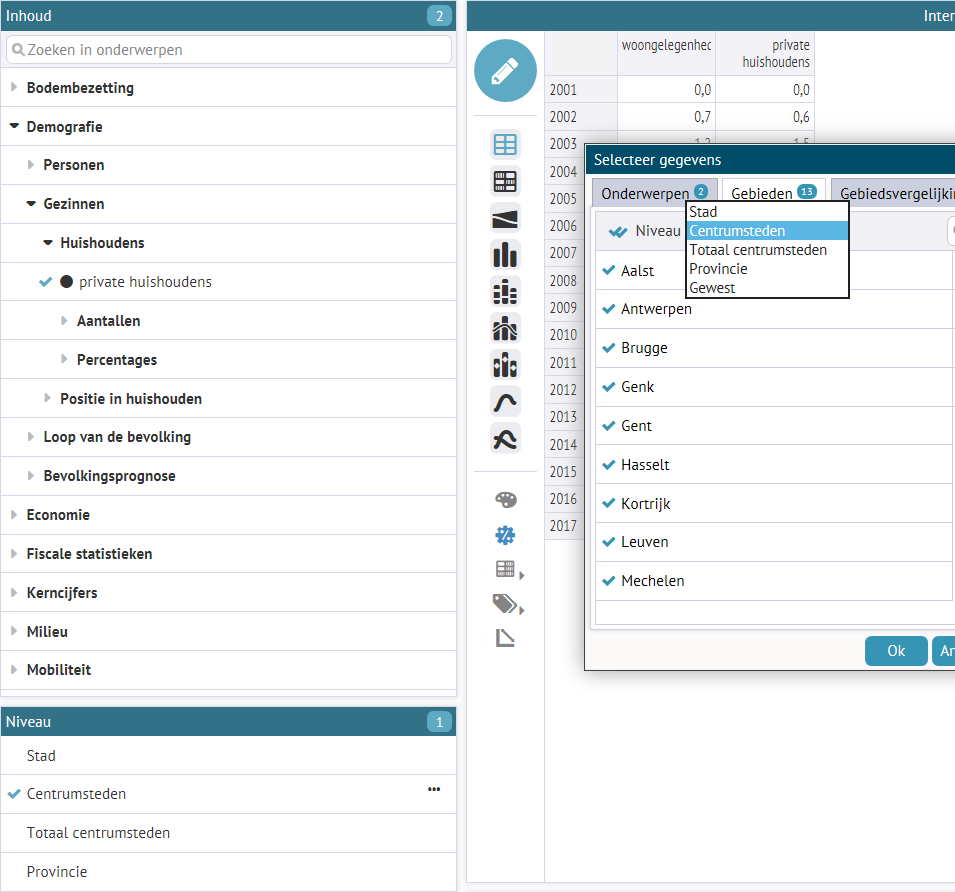 Inhoud
2
Zoeken in onderwerpen
Bodembezetting
Demografie
Personen
Gezinnen
Huishoudens
private huishoudens
Aantallen
Percentages
Positie in huishouden
Loop van de bevolking
Bevolkingsprognose
Economie
Fiscale statistieken
Kerncijfers
Milieu
Mobiliteit
Niveau
1
Stad
Centrumsteden
•••
Totaal centrumsteden
Provincie
Inter
woongelegenhec
private
huishoudens
2001 0,0 0,0
2002 0,7 0,6
2003
2004
2005
2006
2007
2008
2009
2010
2011
2012
2013
2014
2015
2016
2017
Selecteer gegevens
Onderwerpen 2
Gebieden 13
Gebiedsvergelijkin
Niveau
Stad
Centrumsteden
Totaal centrumsteden
Provincie
Gewest
Aalst
Antwerpen
Brugge
Genk
Gent
Hasselt
Kortrijk
Leuven
Mechelen
Ok
An